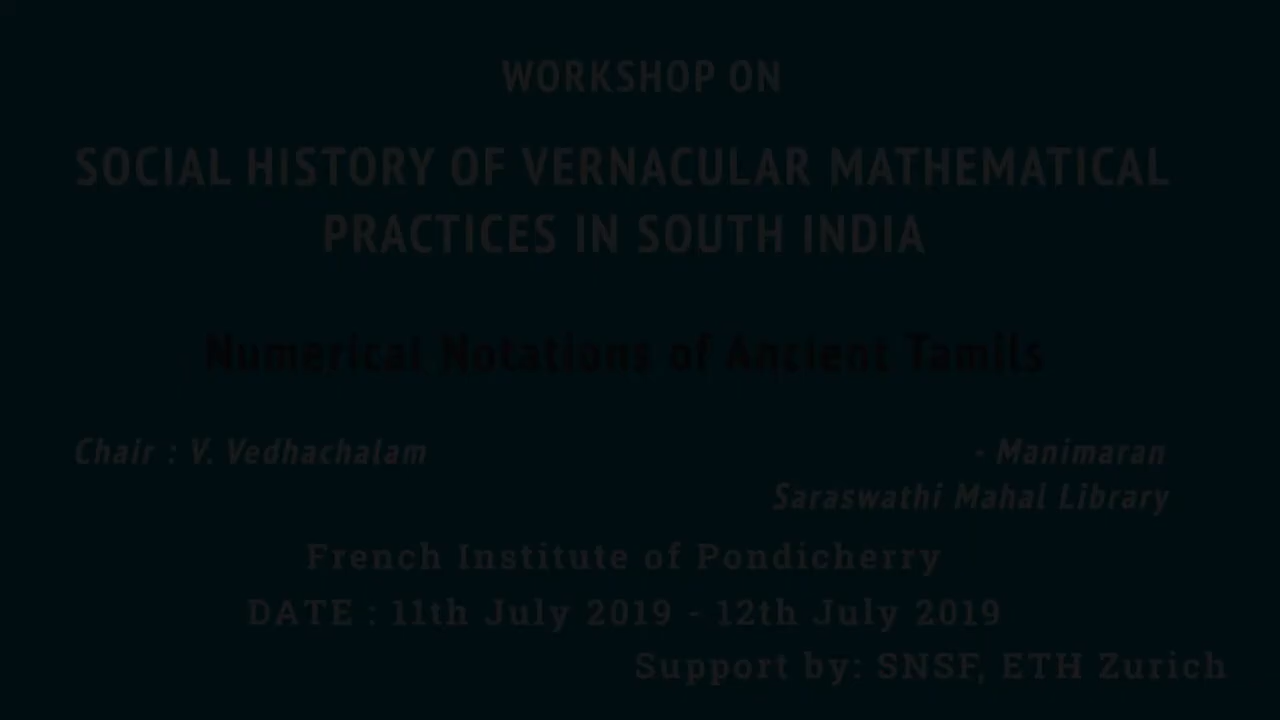 WORKSHOP ON
SOCIAL HISTORY OF VERNACULAR MATHEMATICAL
PRACTICES IN SOUTH INDIA
Numerical Notations of Ancient Tamils
Chair : V. Vedhachalam
- Manimaran
Saraswathi Mahal Library
French Institute of Pondicherry
DATE : 11th July 2019 - 12th July 2019
Support by: SNSF, ETH Zurich